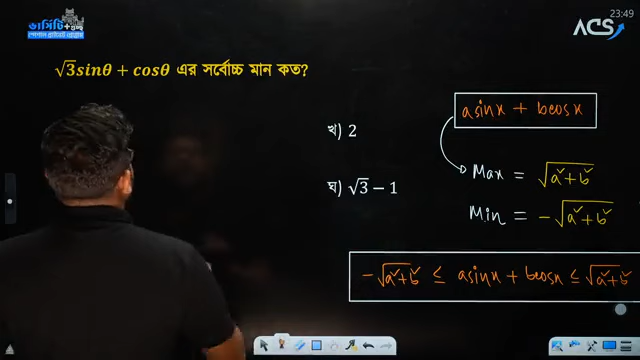 23:49
ভার্সিটি
স্পেশাল প্রাইভেট প্রোগ্রাম
ACS
√3sinθ + cosθ এর সর্বোচ্চ মান কত?
খ) 2
ঘ) √3 − 1
asinx + bcosx
Max = √a²+b²
Min = −√a²+b²
−√a²+b² ≤ asinx + bcosx ≤ √a²+b²